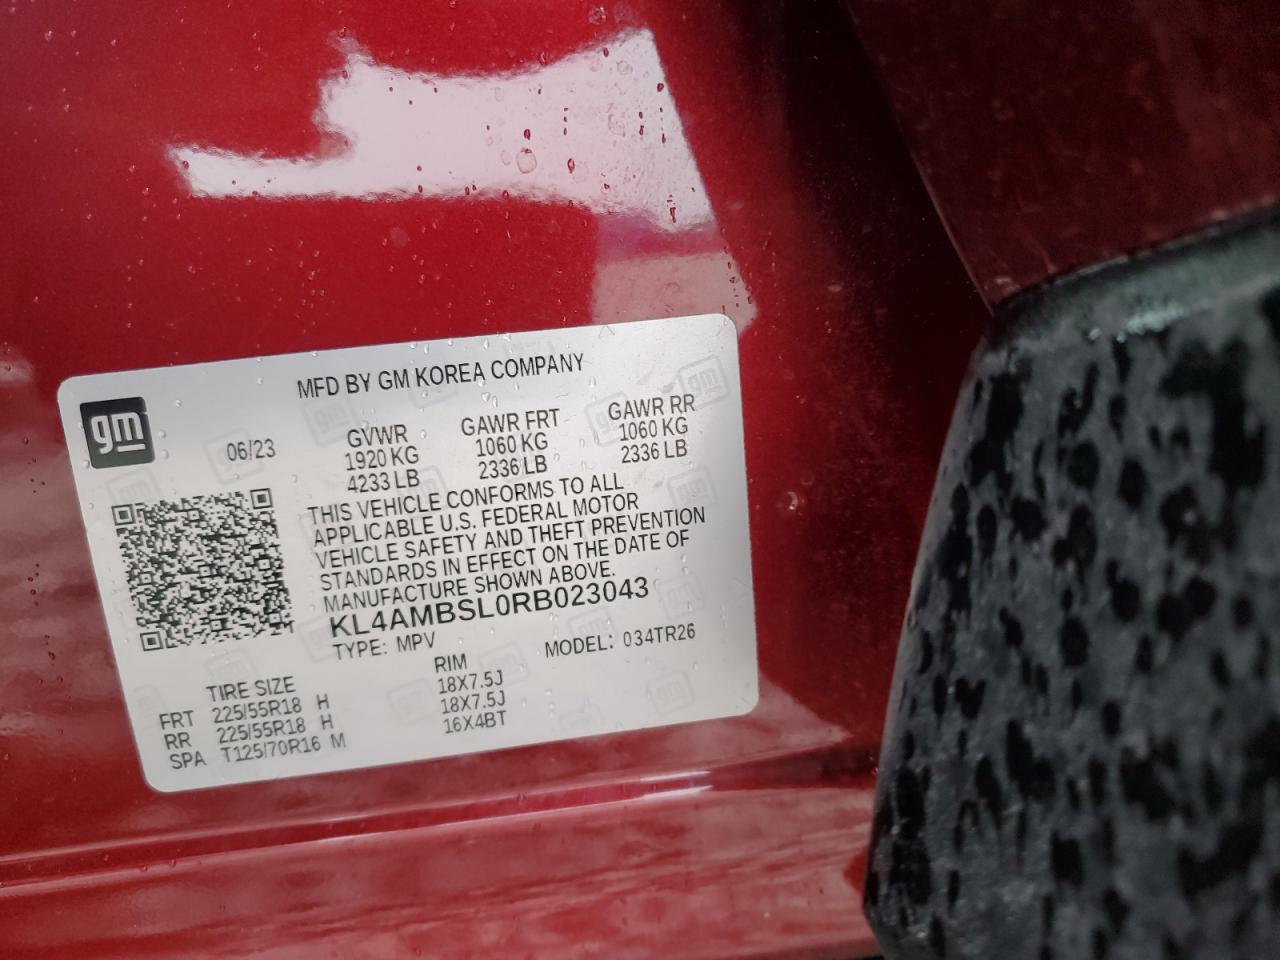 MFD BY GM KOREA COMPANY
gm
06/23
GVWR GAWR FRT GAWR RR
1920 KG 1060 KG 1060 KG
4233 LB 2336 LB 2336 LB
THIS VEHICLE CONFORMS TO ALL
APPLICABLE U.S. FEDERAL MOTOR
VEHICLE SAFETY AND THEFT PREVENTION
STANDARDS IN EFFECT ON THE DATE OF
MANUFACTURE SHOWN ABOVE.
KL4AMBSL0RB023043
TYPE: MPV MODEL: 034TR26
TIRE SIZE RIM
FRT 225/55R18 H 18X7.5J
RR 225/55R18 H 18X7.5J
SPA T125/70R16 M 16X4BT